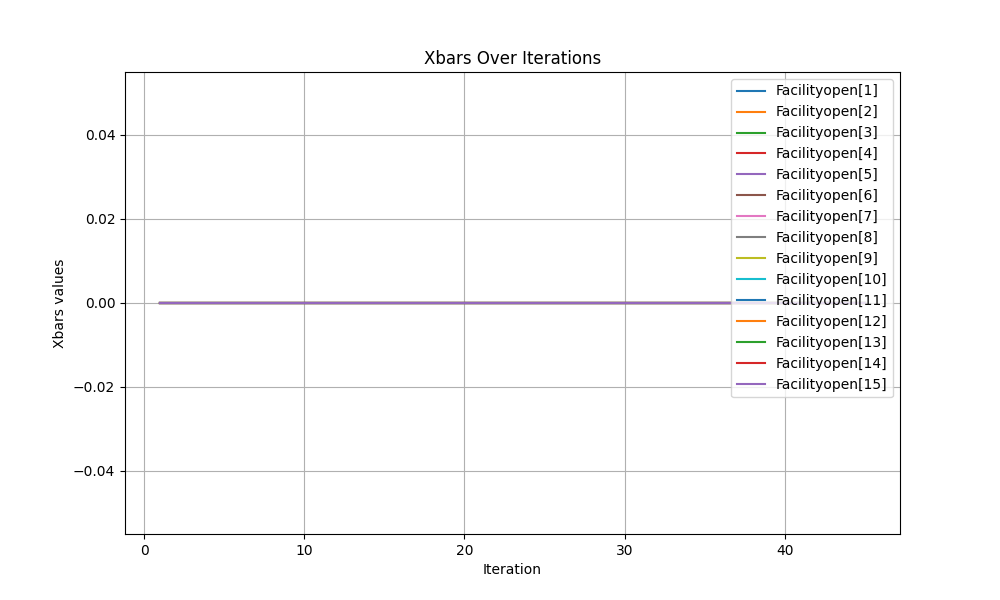 Xbars Over Iterations
Xbars values
0.04
0.02
0.00
−0.02
−0.04
Facilityopen[1]
Facilityopen[2]
Facilityopen[3]
Facilityopen[4]
Facilityopen[5]
Facilityopen[6]
Facilityopen[7]
Facilityopen[8]
Facilityopen[9]
Facilityopen[10]
Facilityopen[11]
Facilityopen[12]
Facilityopen[13]
Facilityopen[14]
Facilityopen[15]
0 10 20 30 40
Iteration